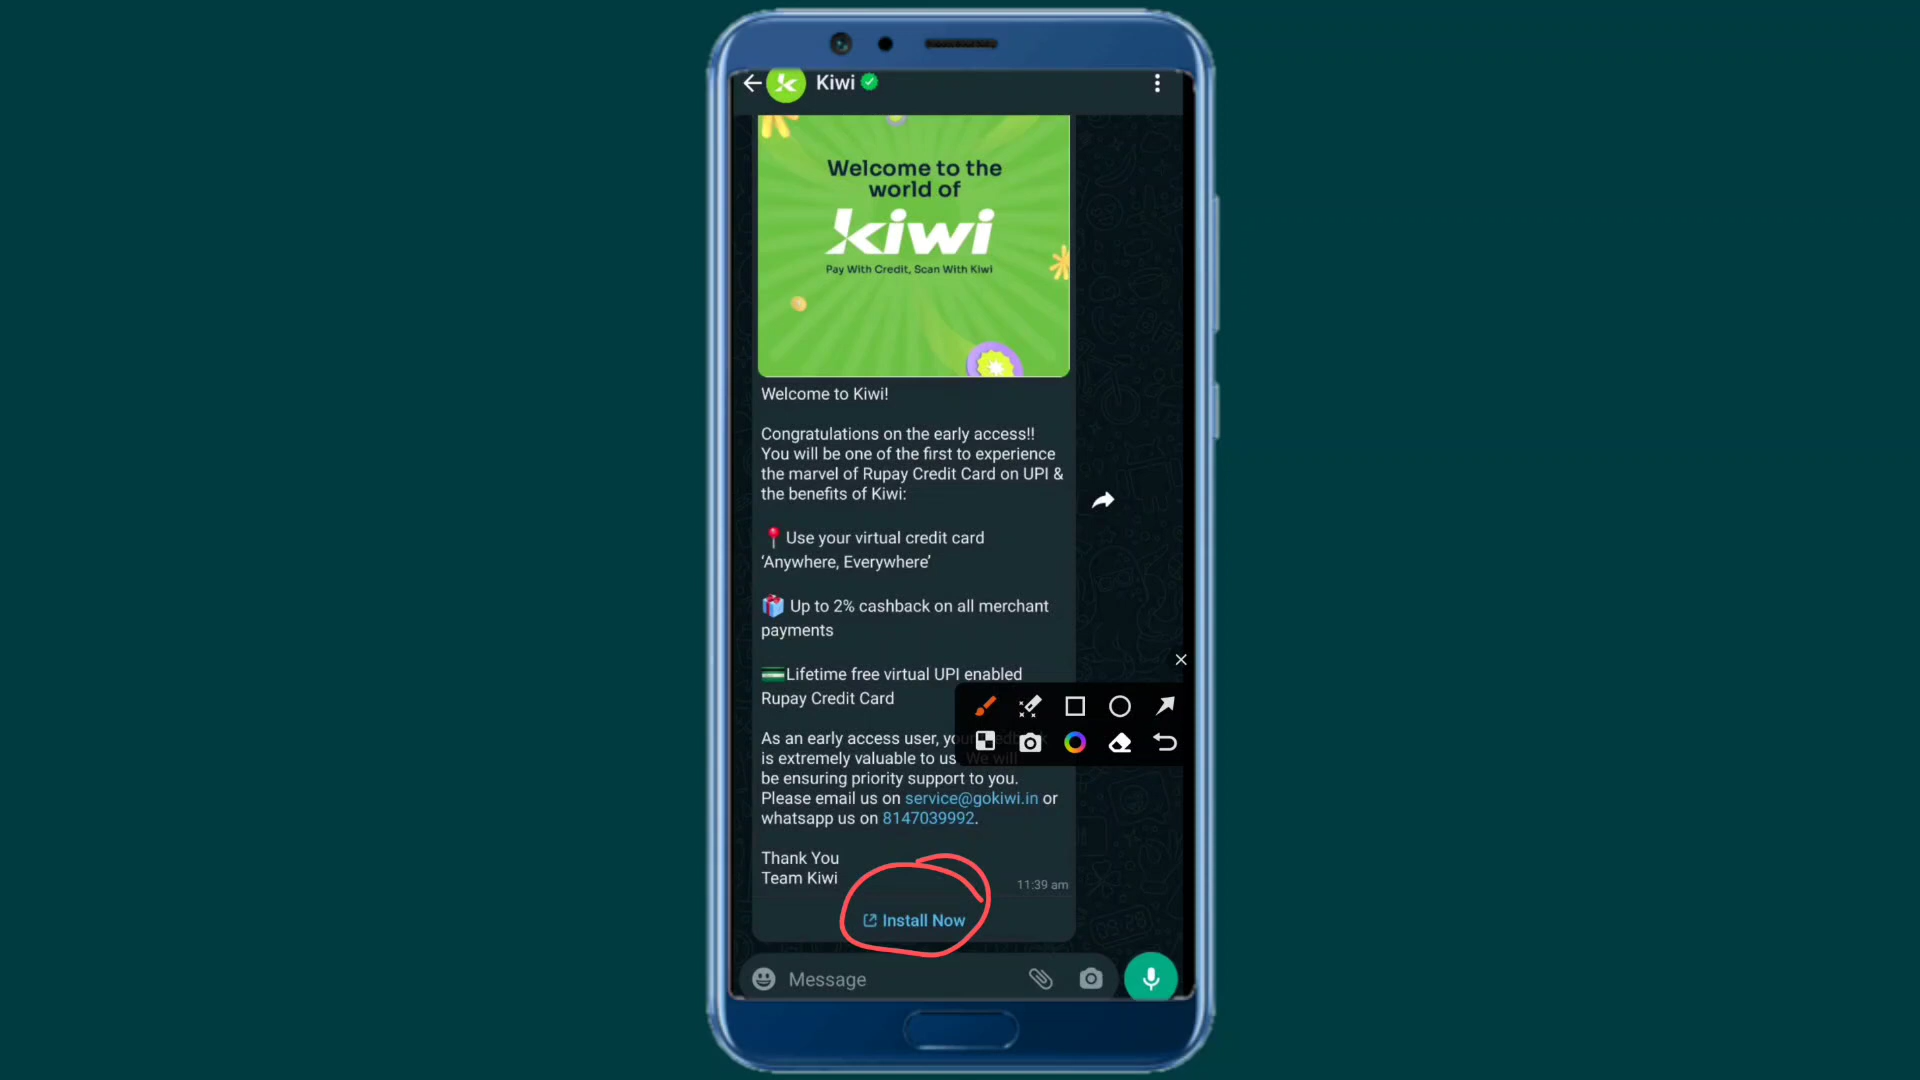 Kiwi
Welcome to the
world of
kiwi
Pay With Credit, Scan With Kiwi
Welcome to Kiwi!
Congratulations on the early access!!
You will be one of the first to experience
the marvel of Rupay Credit Card on UPI &
the benefits of Kiwi:
📍Use your virtual credit card
‘Anywhere, Everywhere’
🎁 Up to 2% cashback on all merchant
payments
💳Lifetime free virtual UPI enabled
Rupay Credit Card
As an early access user, your feedback
is extremely valuable to us. We will
be ensuring priority support to you.
Please email us on service@gokiwi.in or
whatsapp us on 8147039992.
Thank You
Team Kiwi
11:39 am
Install Now
Message